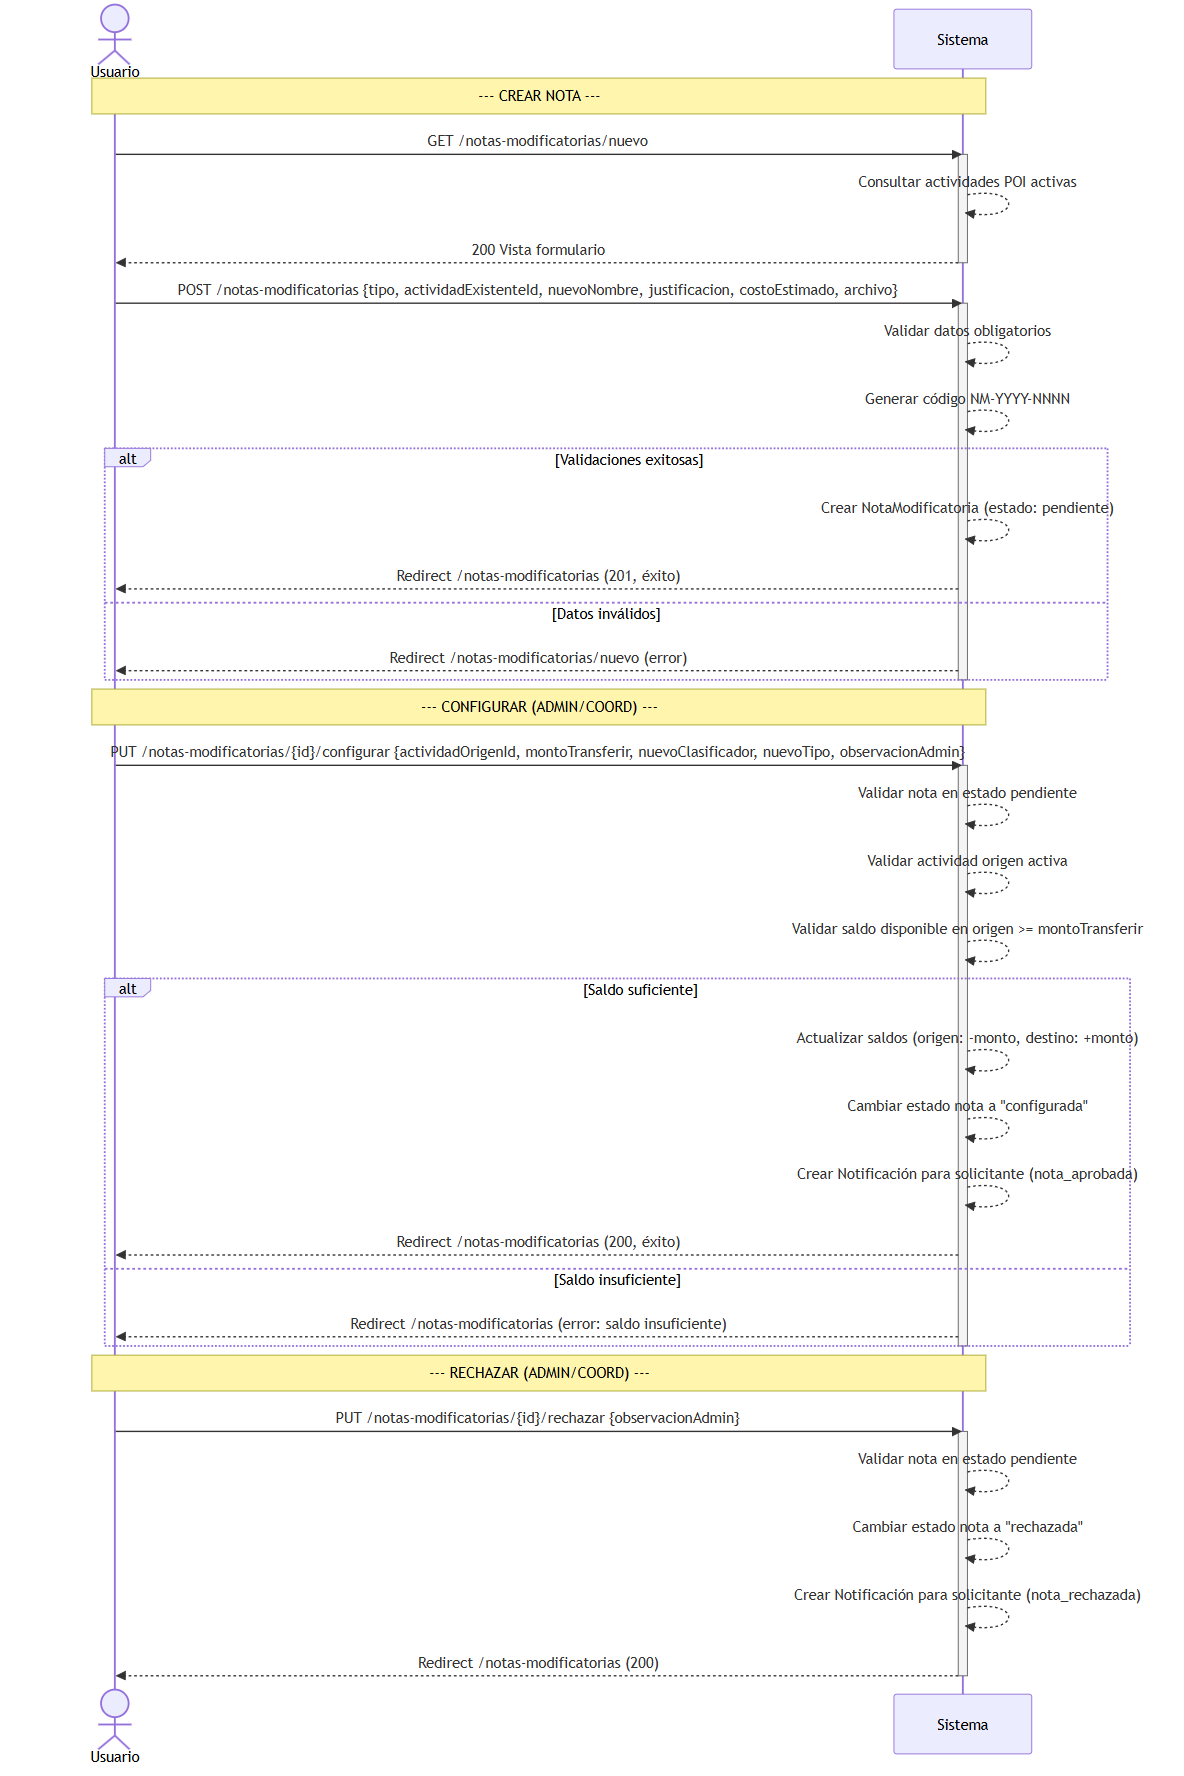 Usuario
Sistema
--- CREAR NOTA ---
GET /notas-modificatorias/nuevo
Consultar actividades POI activas
200 Vista formulario
POST /notas-modificatorias {tipo, actividadExistenteId, nuevoNombre, justificacion, costoEstimado, archivo}
Validar datos obligatorios
Generar código NM-YYYY-NNNN
alt
[Validaciones exitosas]
Crear NotaModificatoria (estado: pendiente)
Redirect /notas-modificatorias (201, éxito)
[Datos inválidos]
Redirect /notas-modificatorias/nuevo (error)
--- CONFIGURAR (ADMIN/COORD) ---
PUT /notas-modificatorias/{id}/configurar {actividadOrigenId, montoTransferir, nuevoClasificador, nuevoTipo, observacionAdmin}
Validar nota en estado pendiente
Validar actividad origen activa
Validar saldo disponible en origen >= montoTransferir
alt
[Saldo suficiente]
Actualizar saldos (origen: -monto, destino: +monto)
Cambiar estado nota a "configurada"
Crear Notificación para solicitante (nota_aprobada)
Redirect /notas-modificatorias (200, éxito)
[Saldo insuficiente]
Redirect /notas-modificatorias (error: saldo insuficiente)
--- RECHAZAR (ADMIN/COORD) ---
PUT /notas-modificatorias/{id}/rechazar {observacionAdmin}
Validar nota en estado pendiente
Cambiar estado nota a "rechazada"
Crear Notificación para solicitante (nota_rechazada)
Redirect /notas-modificatorias (200)
Usuario
Sistema